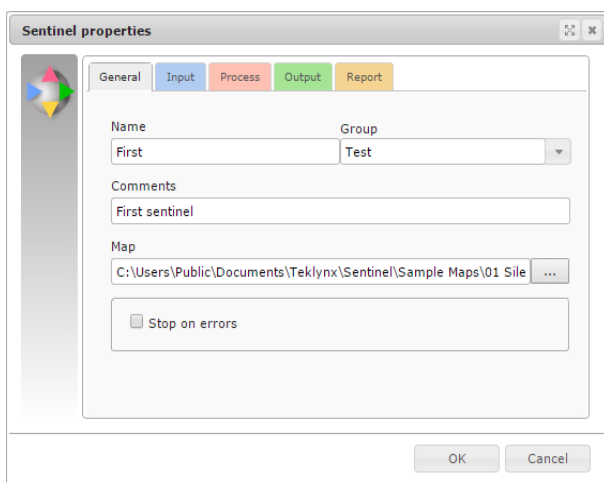 Sentinel properties
General Input Process Output Report
Name Group
First Test
Comments
First sentinel
Map
C:\Users\Public\Documents\Teklynx\Sentinel\Sample Maps\01 Sile ...
Stop on errors
OK Cancel